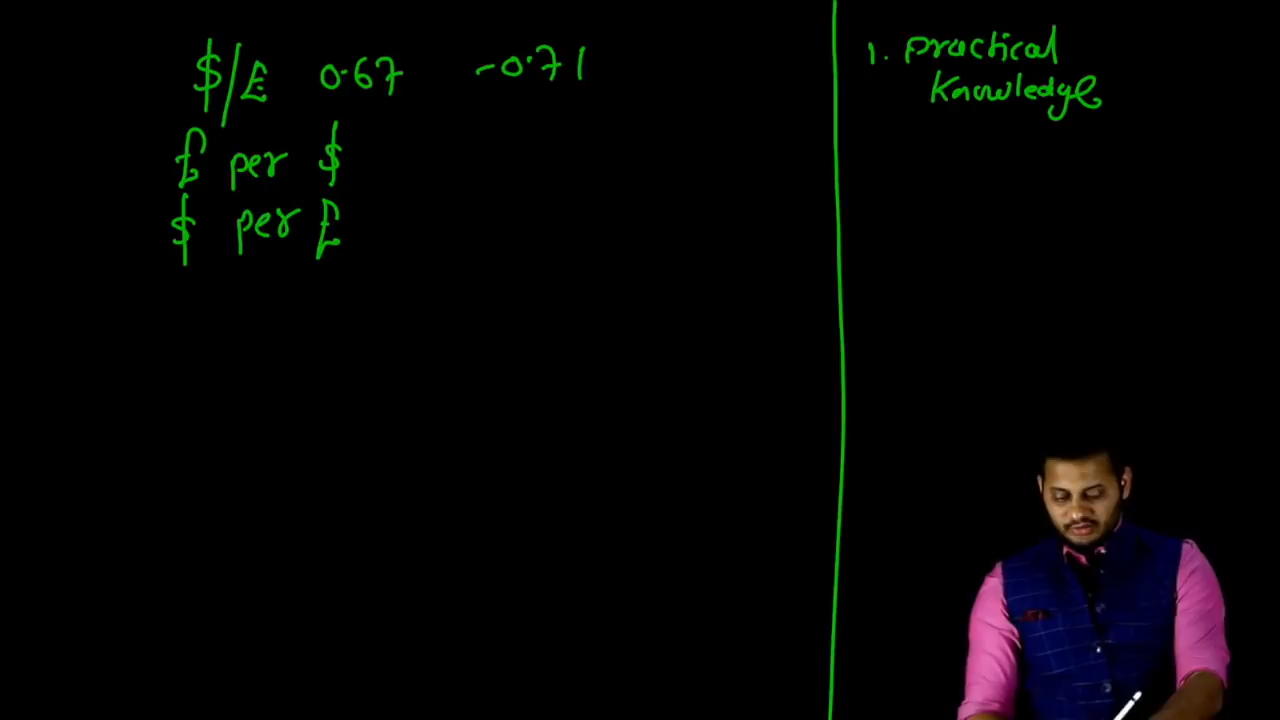 $/£ 0.67 -0.71
£ per $
$ per £
1. Practical
Knowledge